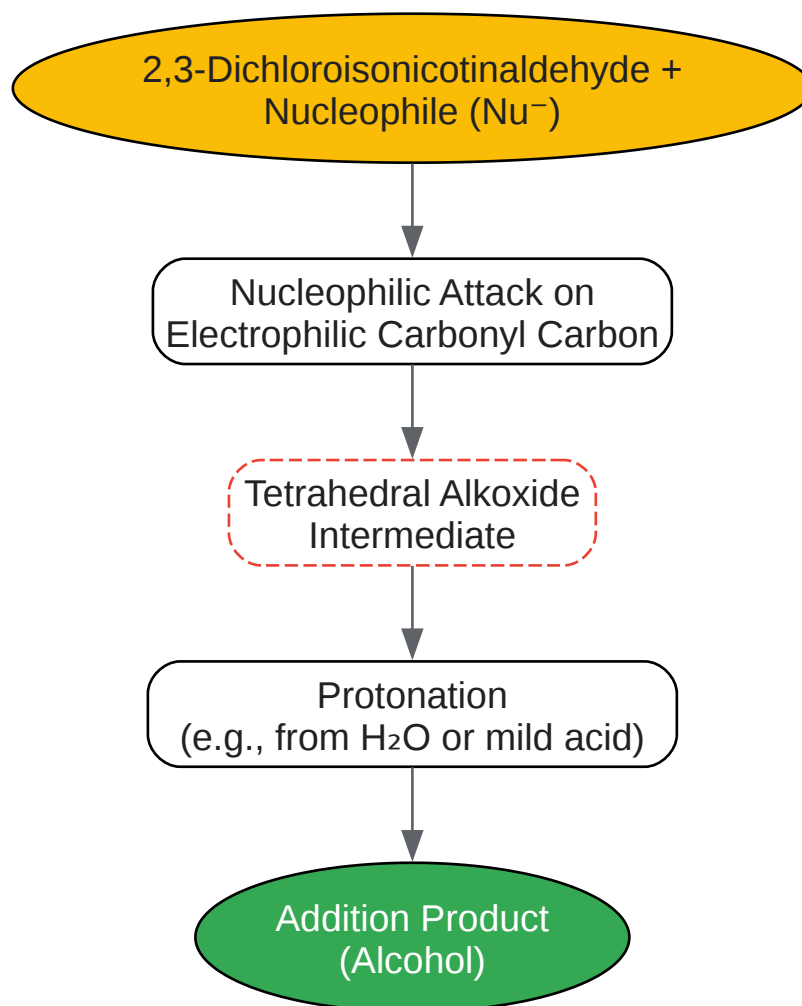 2,3-Dichloroisonicotinaldehyde +
Nucleophile (Nu⁻)
Nucleophilic Attack on
Electrophilic Carbonyl Carbon
Tetrahedral Alkoxide
Intermediate
Protonation
(e.g., from H₂O or mild acid)
Addition Product
(Alcohol)